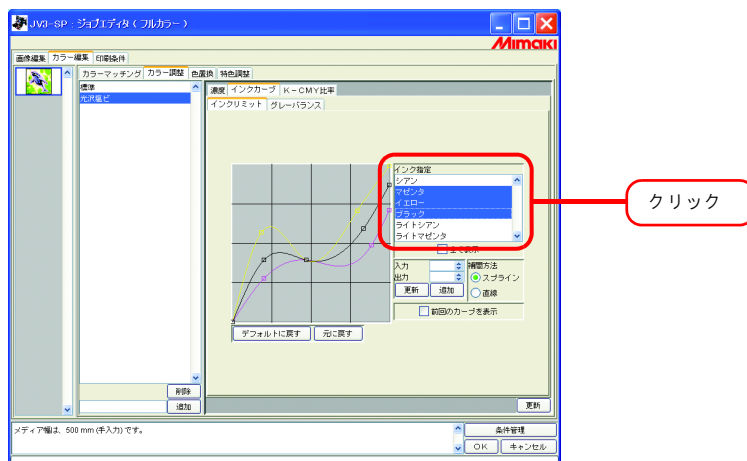 JV3-SP : ジョブエディタ ( フルカラー )
Mimaki
画像編集 カラー編集 印刷条件
カラーマッチング カラー調整 色置換 特色調整
標準
光沢塩ビ
濃度 インクカーブ K-CMY比率
インクリミット グレーバランス
インク指定
シアン
マゼンタ
イエロー
ブラック
ライトシアン
ライトマゼンタ
全て表示
クリック
入力
出力
更新 追加
補間方法
スプライン
直線
前回のカーブを表示
デフォルトに戻す 元に戻す
削除
追加
更新
メディア幅は、500 mm (手入力) です。
条件管理
OK キャンセル